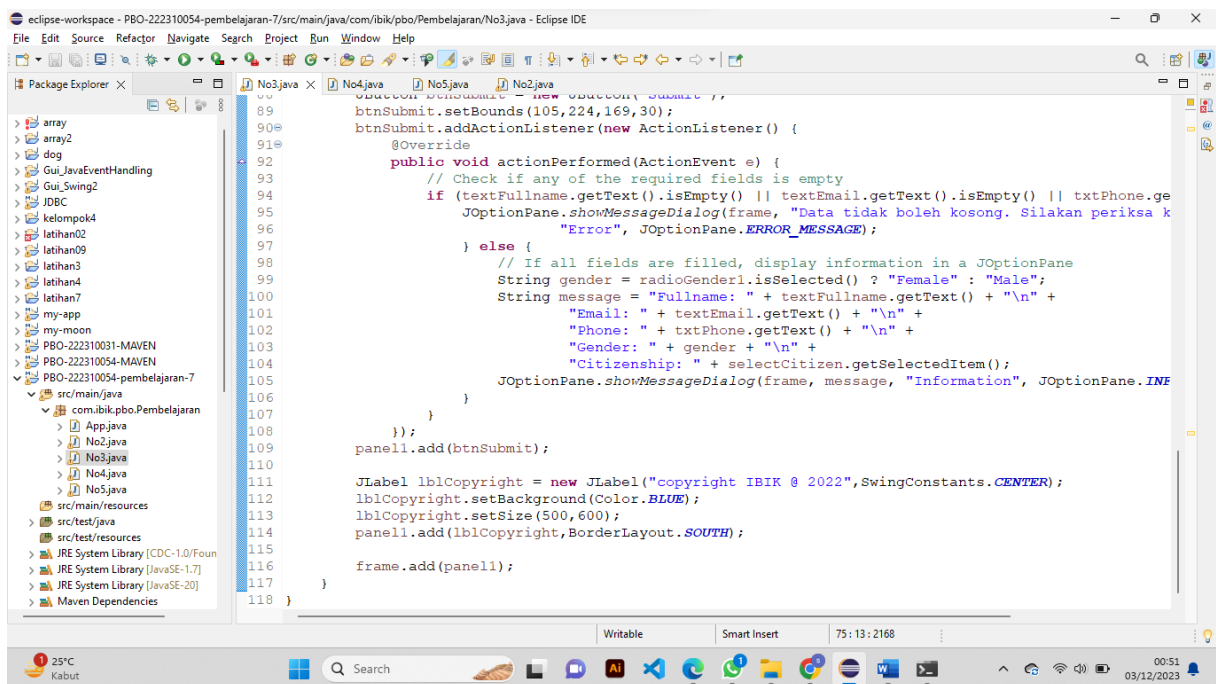 eclipse-workspace - PBO-222310054-pembelajaran-7/src/main/java/com/ibik/pbo/Pembelajaran/No3.java - Eclipse IDE
File Edit Source Refactor Navigate Search Project Run Window Help
Package Explorer
No3.java No4.java No5.java No2.java
array
array2
dog
Gui_JavaEventHandling
Gui_Swing2
JDBC
kelompok4
latihan02
latihan09
latihan3
latihan4
latihan7
my-app
my-moon
PBO-222310031-MAVEN
PBO-222310054-MAVEN
PBO-222310054-pembelajaran-7
src/main/java
com.ibik.pbo.Pembelajaran
App.java
No2.java
No3.java
No4.java
No5.java
src/main/resources
src/test/java
src/test/resources
JRE System Library [CDC-1.0/Foun
JRE System Library [JavaSE-1.7]
JRE System Library [JavaSE-20]
Maven Dependencies
89 btnSubmit.setBounds(105,224,169,30);
90 btnSubmit.addActionListener(new ActionListener() {
91 @Override
92 public void actionPerformed(ActionEvent e) {
93 // Check if any of the required fields is empty
94 if (textFullname.getText().isEmpty() || textEmail.getText().isEmpty() || txtPhone.ge
95 JOptionPane.showMessageDialog(frame, "Data tidak boleh kosong. Silakan periksa k
96 "Error", JOptionPane.ERROR_MESSAGE);
97 } else {
98 // If all fields are filled, display information in a JOptionPane
99 String gender = radioGender1.isSelected() ? "Female" : "Male";
100 String message = "Fullname: " + textFullname.getText() + "\n" +
101 "Email: " + textEmail.getText() + "\n" +
102 "Phone: " + txtPhone.getText() + "\n" +
103 "Gender: " + gender + "\n" +
104 "Citizenship: " + selectCitizen.getSelectedItem();
105 JOptionPane.showMessageDialog(frame, message, "Information", JOptionPane.INF
106 }
107 }
108 });
109 panel1.add(btnSubmit);
110
111 JLabel lblCopyright = new JLabel("copyright IBIK @ 2022",SwingConstants.CENTER);
112 lblCopyright.setBackground(Color.BLUE);
113 lblCopyright.setSize(500,600);
114 panel1.add(lblCopyright,BorderLayout.SOUTH);
115
116 frame.add(panel1);
117 }
118 }
Writable Smart Insert 75 : 13 : 2168
25°C
Kabut
Search
00:51
03/12/2023